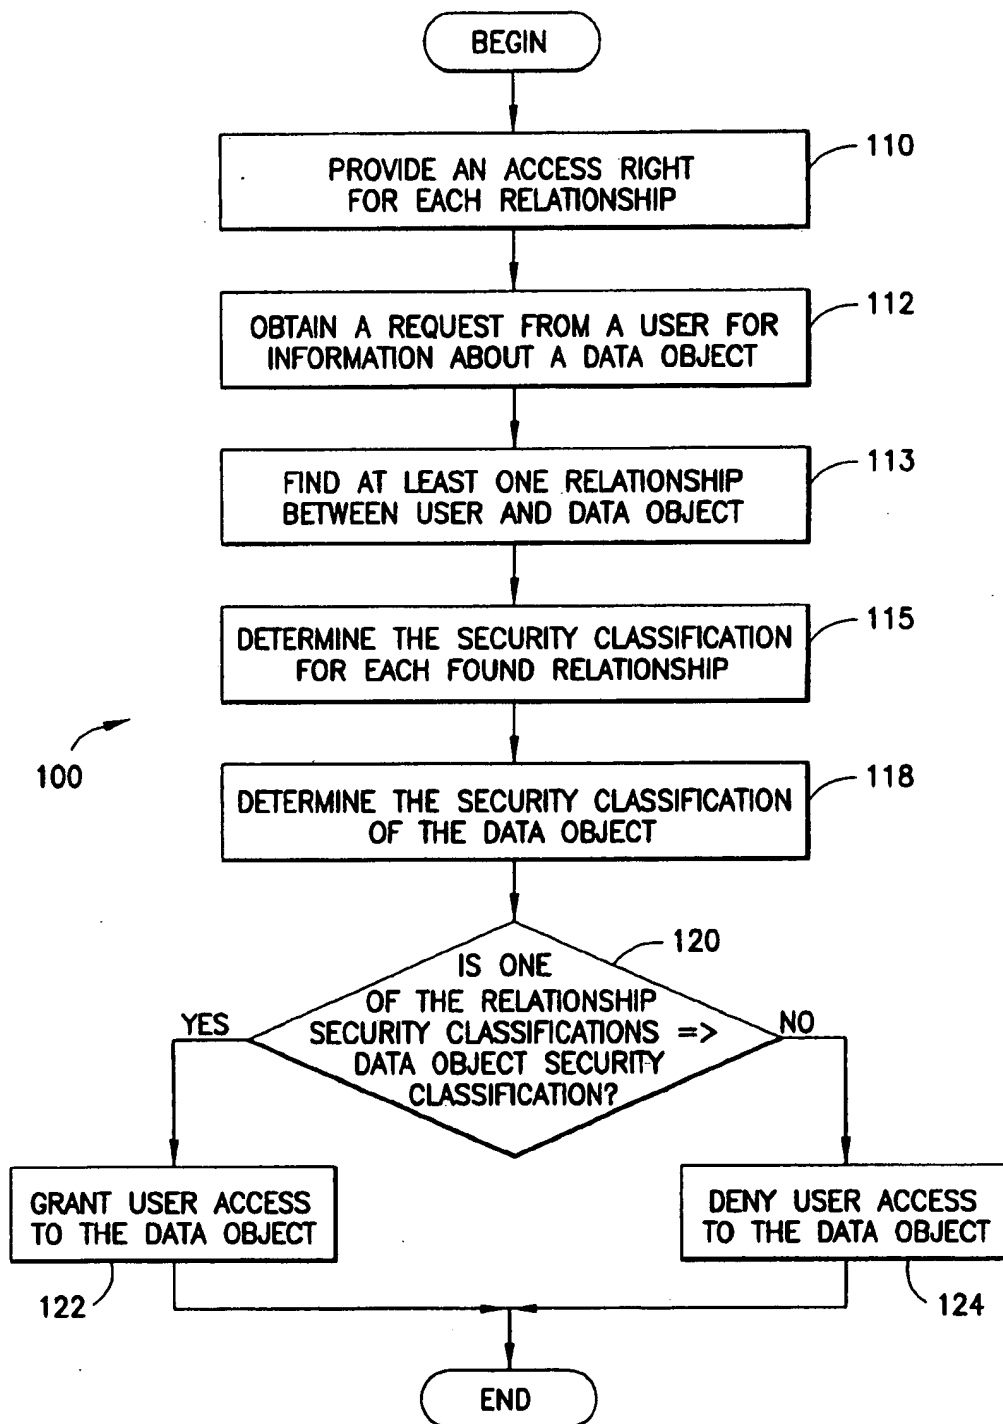 BEGIN
PROVIDE AN ACCESS RIGHT
FOR EACH RELATIONSHIP
110
OBTAIN A REQUEST FROM A USER FOR
INFORMATION ABOUT A DATA OBJECT
112
FIND AT LEAST ONE RELATIONSHIP
BETWEEN USER AND DATA OBJECT
113
DETERMINE THE SECURITY CLASSIFICATION
FOR EACH FOUND RELATIONSHIP
115
100
DETERMINE THE SECURITY CLASSIFICATION
OF THE DATA OBJECT
118
120
IS ONE
OF THE RELATIONSHIP
SECURITY CLASSIFICATIONS =>
DATA OBJECT SECURITY
CLASSIFICATION?
YES
NO
GRANT USER ACCESS
TO THE DATA OBJECT
122
DENY USER ACCESS
TO THE DATA OBJECT
124
END